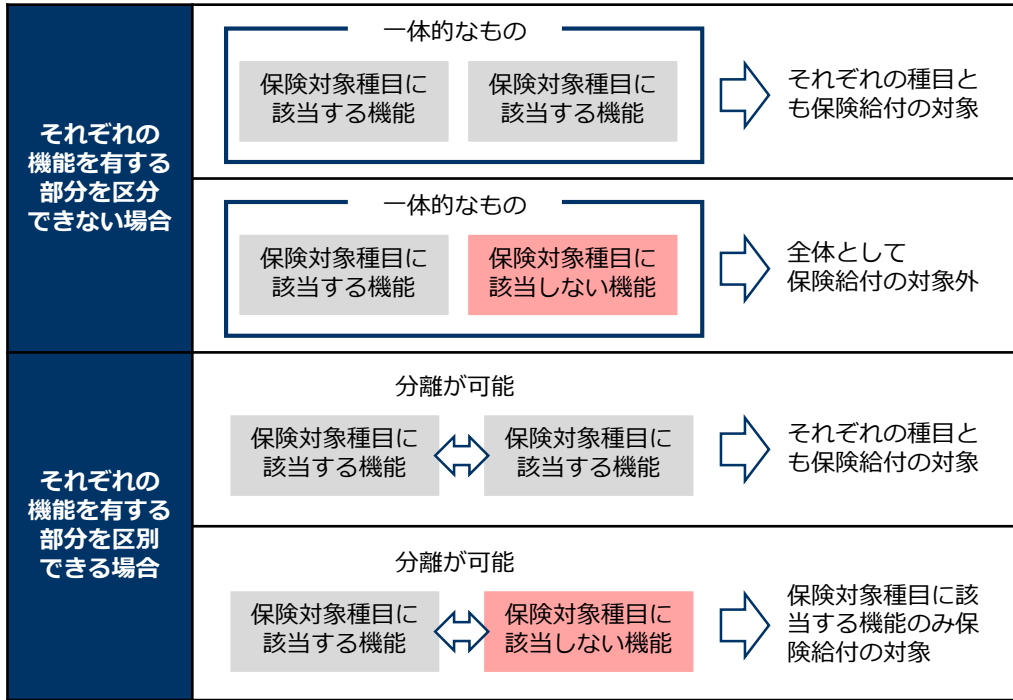 それぞれの
機能を有する
部分を区分
できない場合
一体的なもの
保険対象種目に
該当する機能
保険対象種目に
該当する機能
それぞれの種目と
も保険給付の対象
一体的なもの
保険対象種目に
該当する機能
保険対象種目に
該当しない機能
全体として
保険給付の対象外
それぞれの
機能を有する
部分を区別
できる場合
分離が可能
保険対象種目に
該当する機能
保険対象種目に
該当する機能
それぞれの種目と
も保険給付の対象
分離が可能
保険対象種目に
該当する機能
保険対象種目に
該当しない機能
保険対象種目に該
当する機能のみ保
険給付の対象